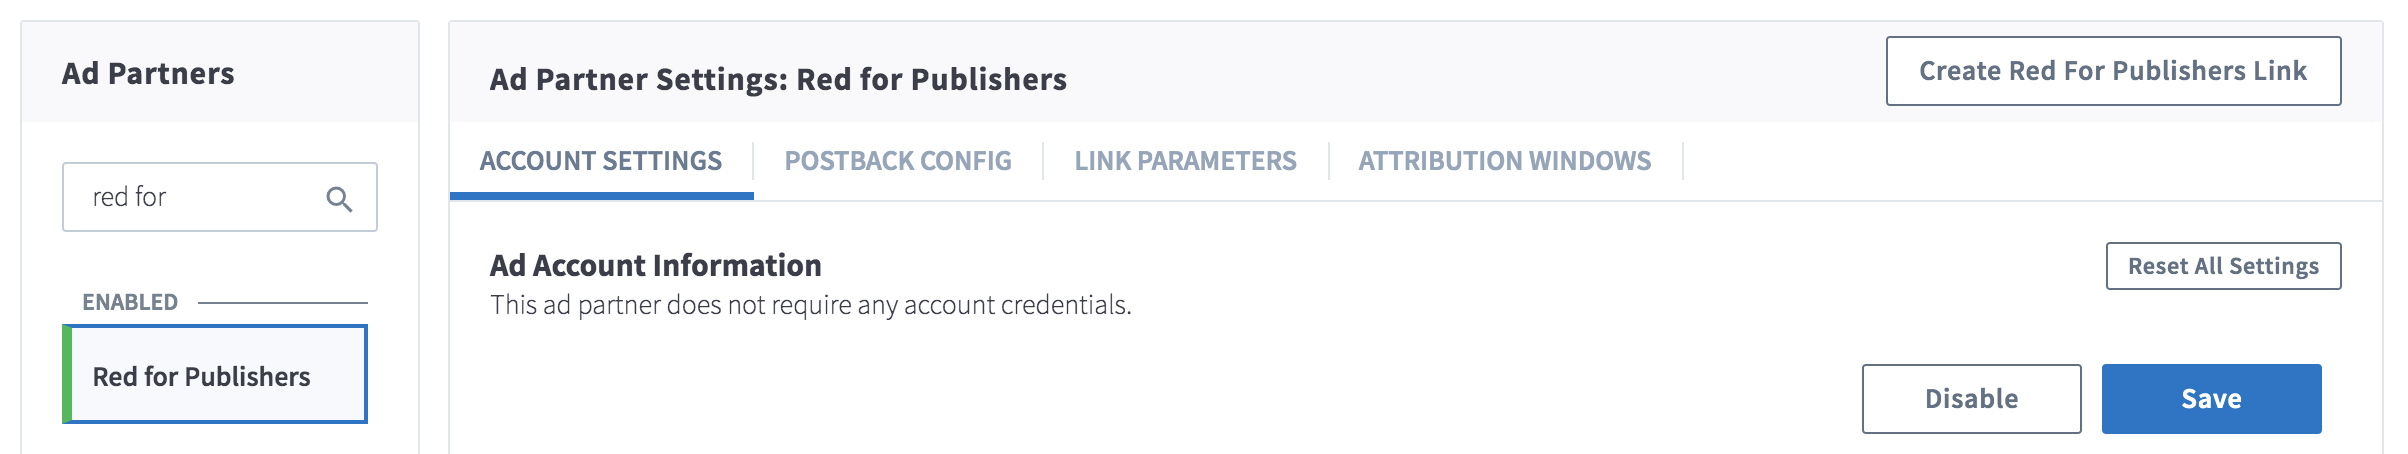 Ad Partners
red for
ENABLED
Red for Publishers
Ad Partner Settings: Red for Publishers
Create Red For Publishers Link
ACCOUNT SETTINGS
POSTBACK CONFIG
LINK PARAMETERS
ATTRIBUTION WINDOWS
Ad Account Information
Reset All Settings
This ad partner does not require any account credentials.
Disable
Save